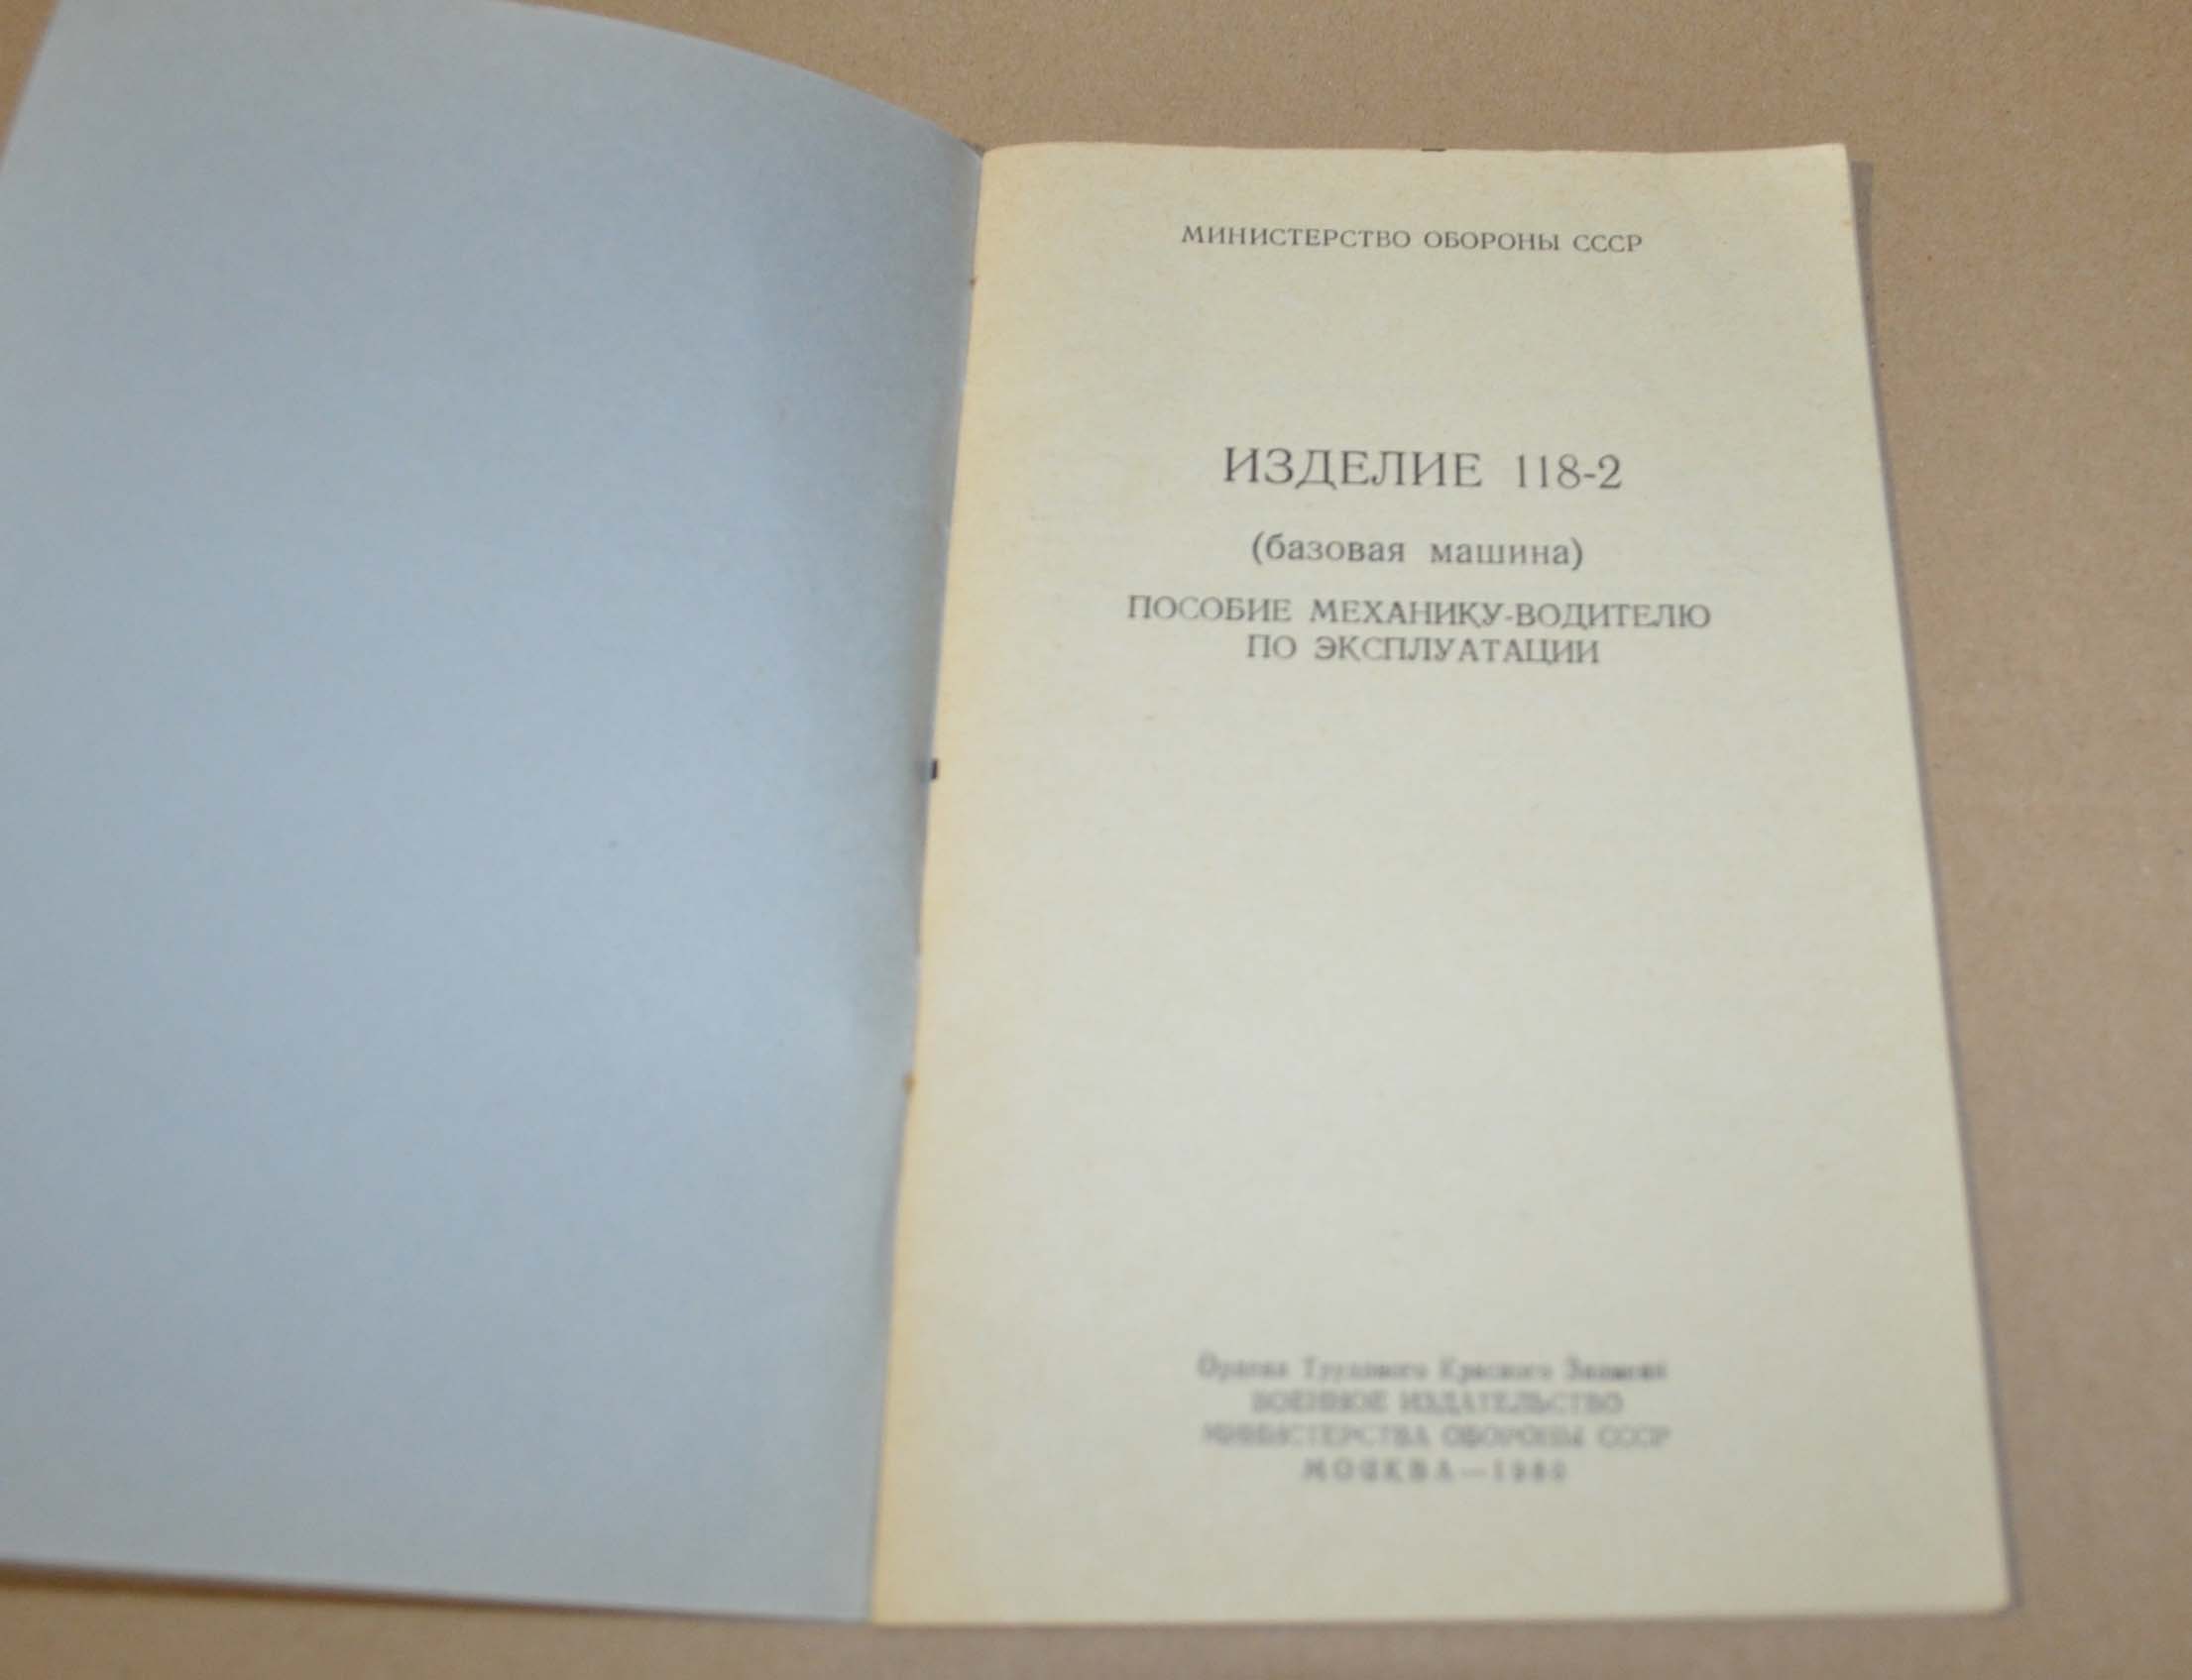 МИНИСТЕРСТВО ОБОРОНЫ СССР
ИЗДЕЛИЕ 118-2
(базовая машина)
ПОСОБИЕ МЕХАНИКУ-ВОДИТЕЛЮ
ПО ЭКСПЛУАТАЦИИ
Ордена Трудового Красного Знамени
ВОЕННОЕ ИЗДАТЕЛЬСТВО
МИНИСТЕРСТВА ОБОРОНЫ СССР
МОСКВА —